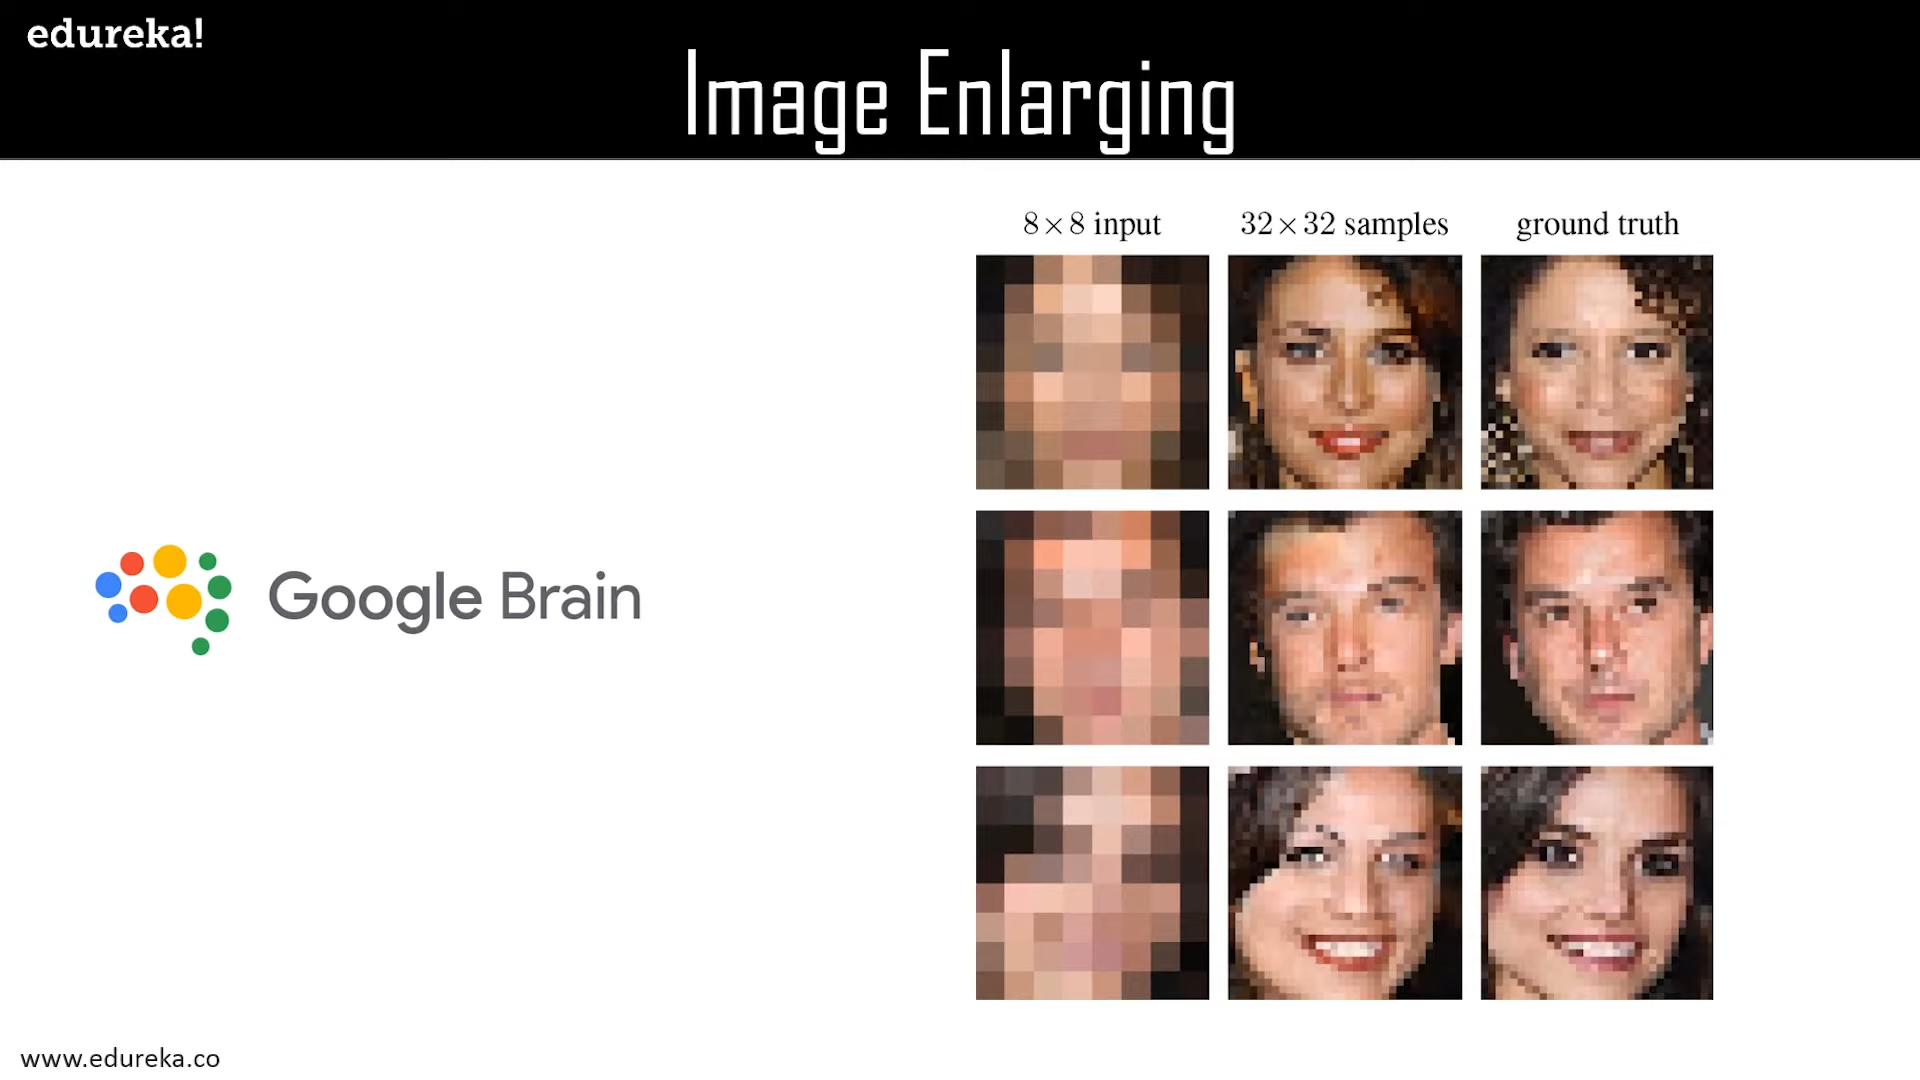 edureka!
Image Enlarging
8×8 input
32×32 samples
ground truth
Google Brain
www.edureka.co